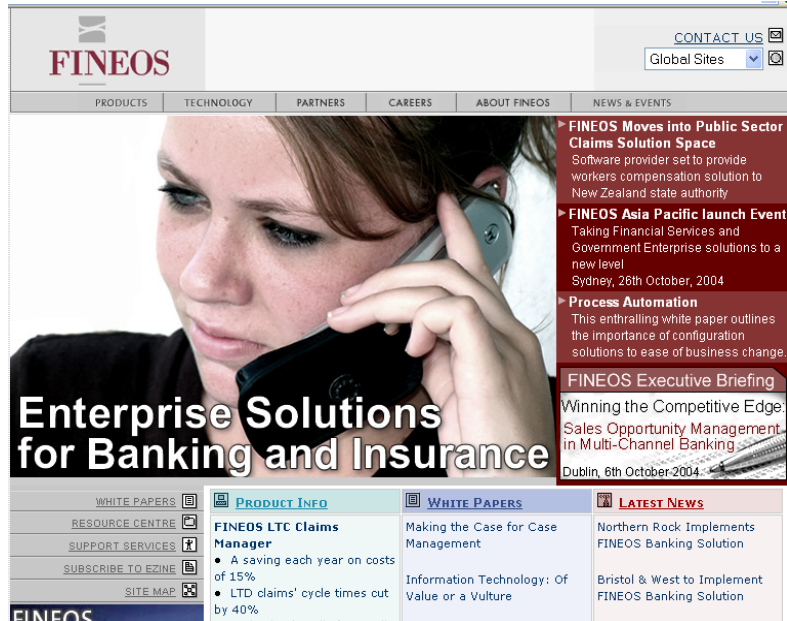 FINEOS
CONTACT US
Global Sites
PRODUCTS
TECHNOLOGY
PARTNERS
CAREERS
ABOUT FINEOS
NEWS & EVENTS
FINEOS Moves into Public Sector
Claims Solution Space
Software provider set to provide
workers compensation solution to
New Zealand state authority
FINEOS Asia Pacific launch Event
Taking Financial Services and
Government Enterprise solutions to a
new level
Sydney, 26th October, 2004
Process Automation
This enthralling white paper outlines
the importance of configuration
solutions to ease of business change.
FINEOS Executive Briefing
Winning the Competitive Edge:
Sales Opportunity Management
in Multi-Channel Banking
Dublin, 6th October 2004.
Enterprise Solutions
for Banking and Insurance
WHITE PAPERS
RESOURCE CENTRE
SUPPORT SERVICES
SUBSCRIBE TO EZINE
SITE MAP
FINEOS
PRODUCT INFO
FINEOS LTC Claims
Manager
• A saving each year on costs
of 15%
• LTD claims' cycle times cut
by 40%
WHITE PAPERS
Making the Case for Case
Management
Information Technology: Of
Value or a Vulture
LATEST NEWS
Northern Rock Implements
FINEOS Banking Solution
Bristol & West to Implement
FINEOS Banking Solution